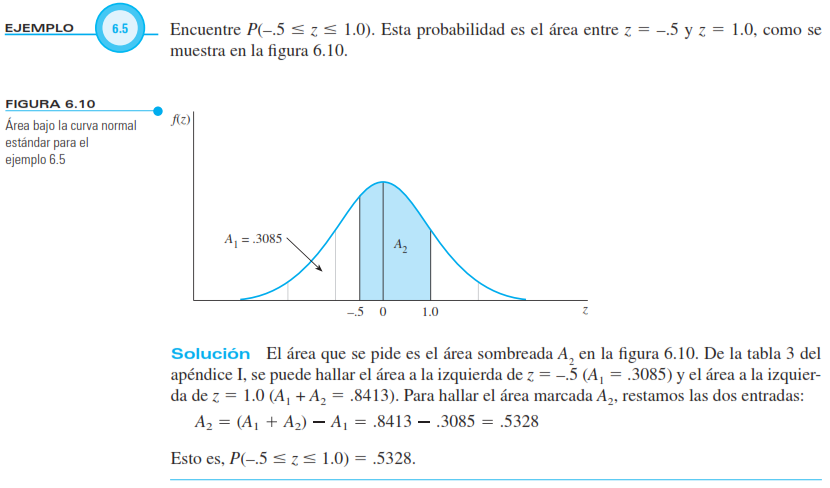 EJEMPLO 6.5
Encuentre P(–.5 ≤ z ≤ 1.0). Esta probabilidad es el área entre z = –.5 y z = 1.0, como se
muestra en la figura 6.10.
FIGURA 6.10
Área bajo la curva normal
estándar para el
ejemplo 6.5
f(z)
A₁ = .3085
A₂
–.5 0 1.0 z
Solución El área que se pide es el área sombreada A₂ en la figura 6.10. De la tabla 3 del
apéndice I, se puede hallar el área a la izquierda de z = –.5 (A₁ = .3085) y el área a la izquier-
da de z = 1.0 (A₁ + A₂ = .8413). Para hallar el área marcada A₂, restamos las dos entradas:
A₂ = (A₁ + A₂) – A₁ = .8413 – .3085 = .5328
Esto es, P(–.5 ≤ z ≤ 1.0) = .5328.